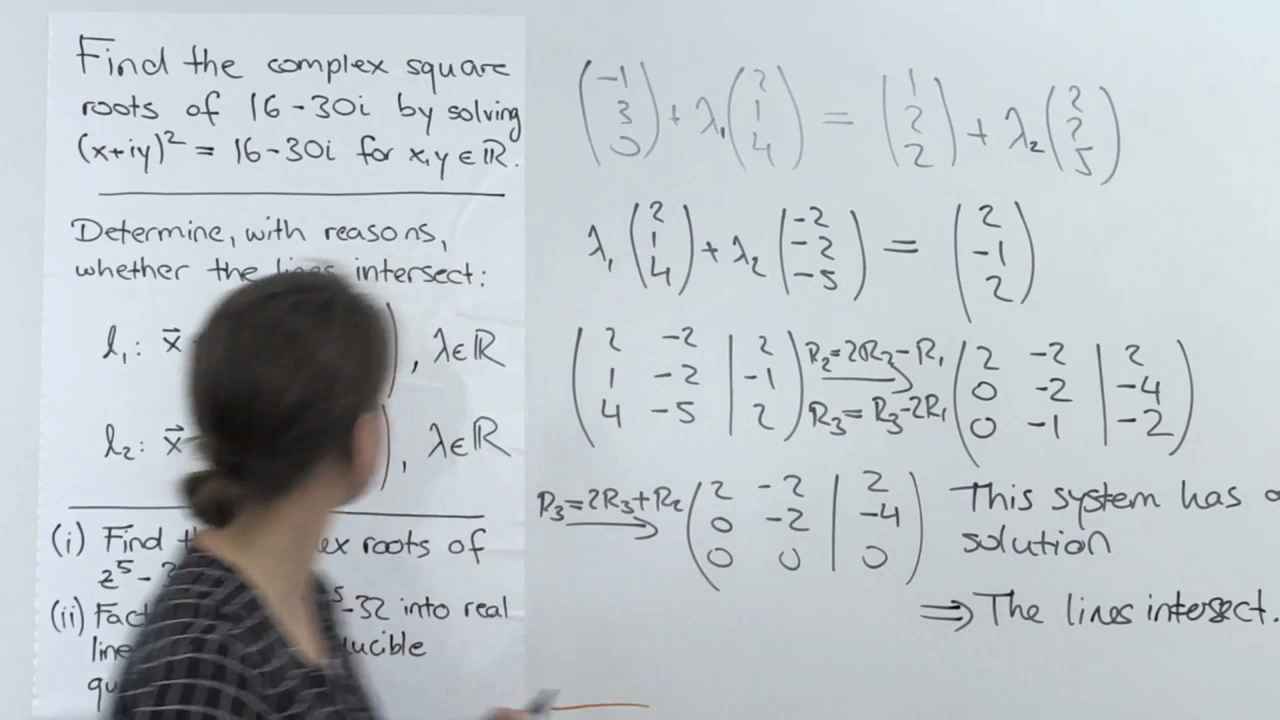 Find the complex square
roots of 16-30i by solving
(x+iy)² = 16-30i for x,y ∈ ℝ.
Determine, with reasons,
whether the lines intersect:
l₁: x⃗ ), λ∈ℝ
l₂: x⃗ ), λ∈ℝ
(i) Find roots of
z⁵-
(ii) -32 into real
(-1 3 0) + λ₁ (2 1 4) = (1 2 2) + λ₂ (2 2 5)
λ₁ (2 1 4) + λ₂ (-2 -2 -5) = (2 -1 2)
(2 -2 | 2
1 -2 | -1
4 -5 | 2)
R₂=2R₂-R₁
R₃=R₃-2R₁
(2 -2 | 2
0 -2 | -4
0 -1 | -2)
R₃=2R₃+R₂
(2 -2 | 2
0 -2 | -4
0 0 | 0)
This system has a
solution
⇒ The lines intersect.